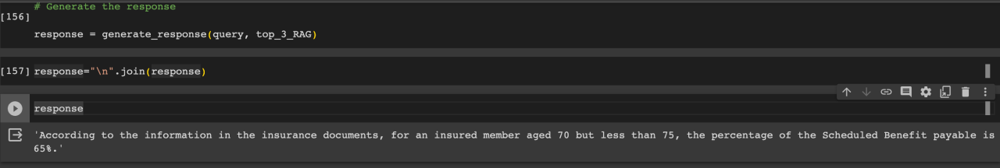 # Generate the response
[156]
response = generate_response(query, top_3_RAG)
[157] response="\n".join(response)
response
'According to the information in the insurance documents, for an insured member aged 70 but less than 75, the percentage of the Scheduled Benefit payable is
65%.'